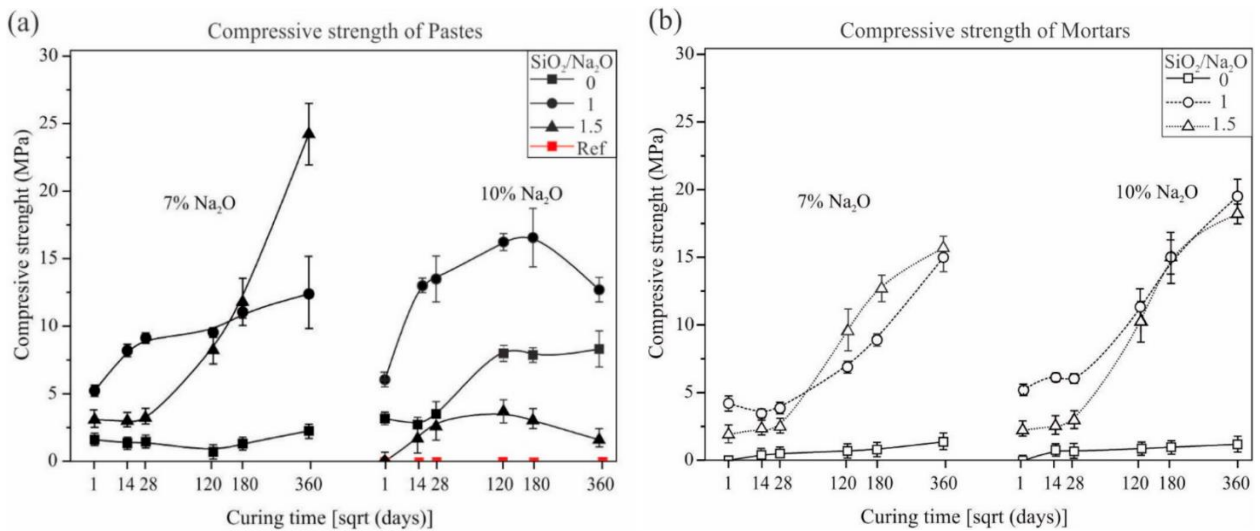 (a)
Compressive strength of Pastes
Compresive strenght (MPa)
30
25
20
15
10
5
0
SiO₂/Na₂O
0
1
1.5
Ref
7% Na₂O
10% Na₂O
1 14 28 120 180 360 1 14 28 120 180 360
Curing time [sqrt (days)]
(b)
Compressive strength of Mortars
Compresive strenght (MPa)
30
25
20
15
10
5
0
SiO₂/Na₂O
0
1
1.5
7% Na₂O
10% Na₂O
1 14 28 120 180 360 1 14 28 120 180 360
Curing time [sqrt (days)]